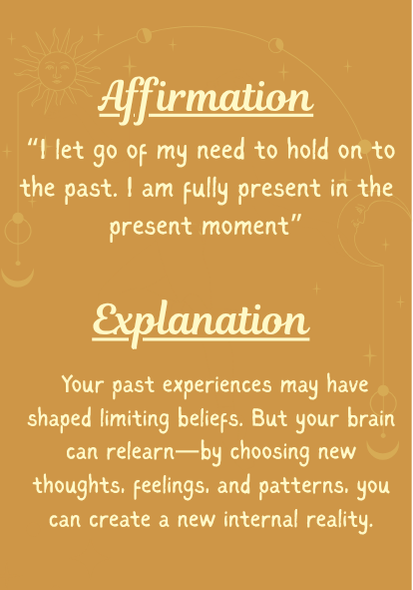 Affirmation
“I let go of my need to hold on to
the past. I am fully present in the
present moment”
Explanation
Your past experiences may have
shaped limiting beliefs. But your brain
can relearn—by choosing new
thoughts, feelings, and patterns, you
can create a new internal reality.